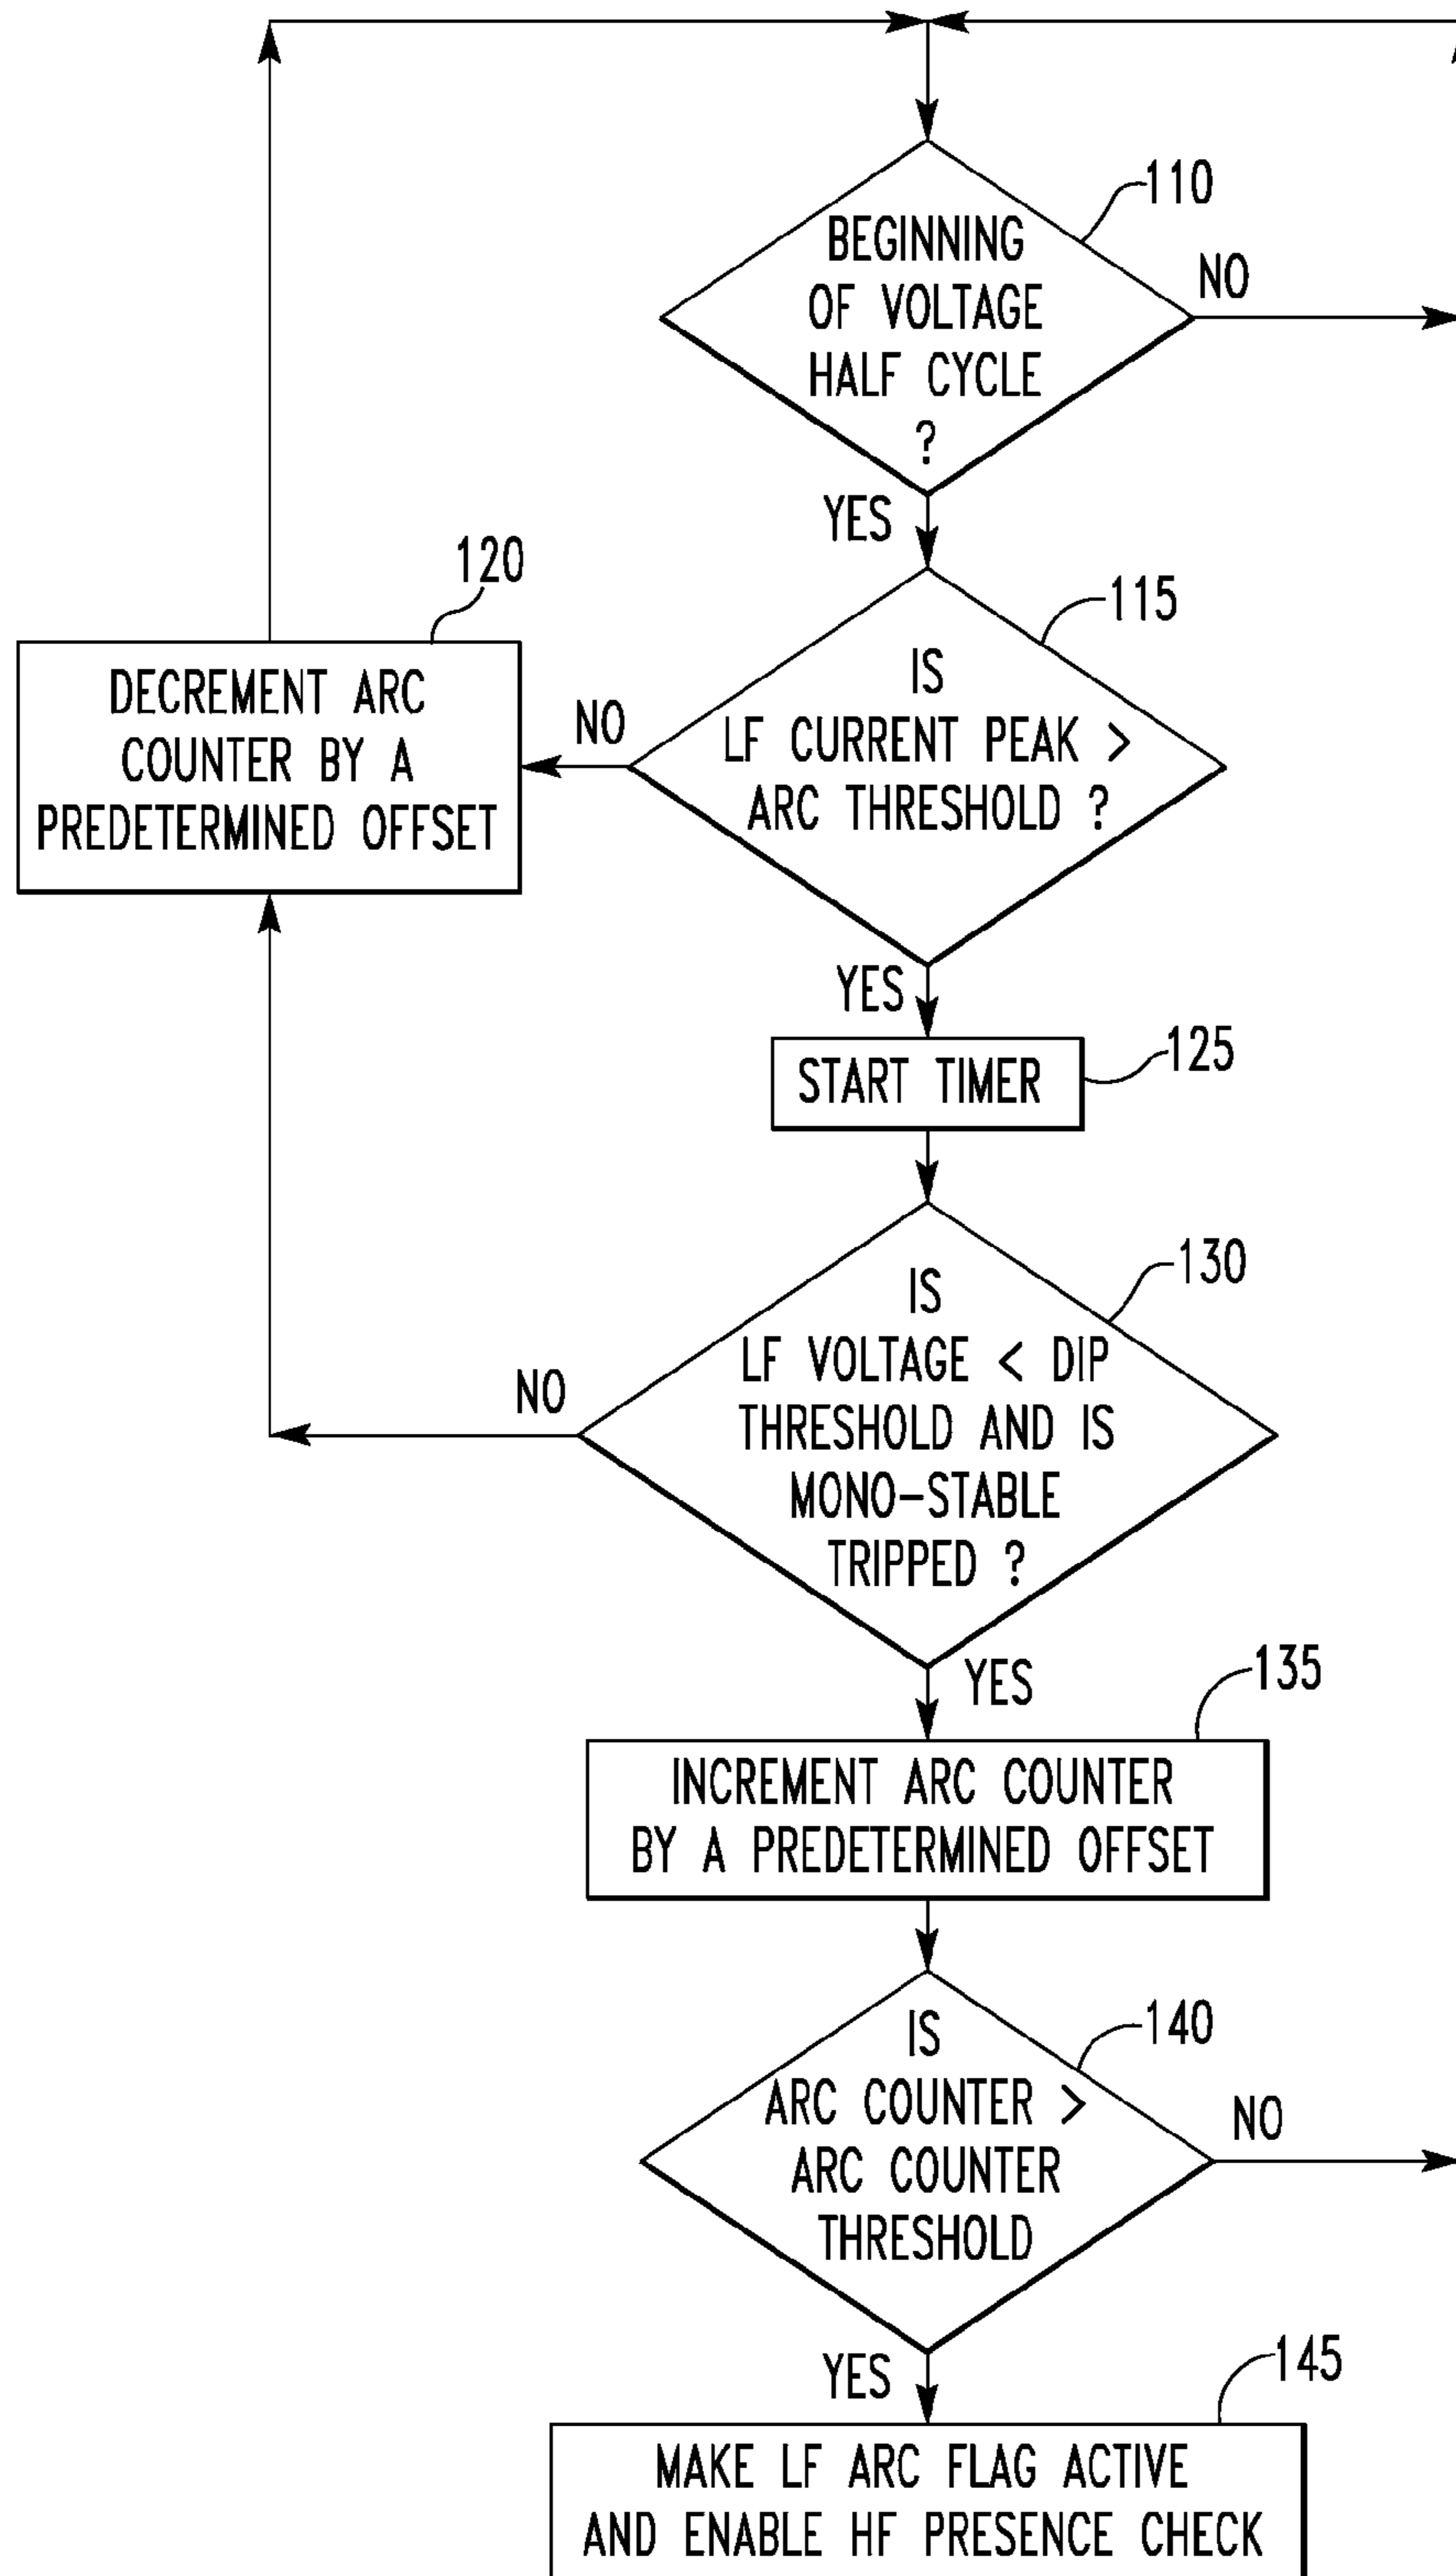 110
BEGINNING
OF VOLTAGE
HALF CYCLE
?
NO
YES
120
DECREMENT ARC
COUNTER BY A
PREDETERMINED OFFSET
NO
115
IS
LF CURRENT PEAK >
ARC THRESHOLD ?
YES
START TIMER
125
130
IS
LF VOLTAGE < DIP
THRESHOLD AND IS
MONO-STABLE
TRIPPED ?
NO
YES
135
INCREMENT ARC COUNTER
BY A PREDETERMINED OFFSET
140
IS
ARC COUNTER >
ARC COUNTER
THRESHOLD
NO
YES
145
MAKE LF ARC FLAG ACTIVE
AND ENABLE HF PRESENCE CHECK